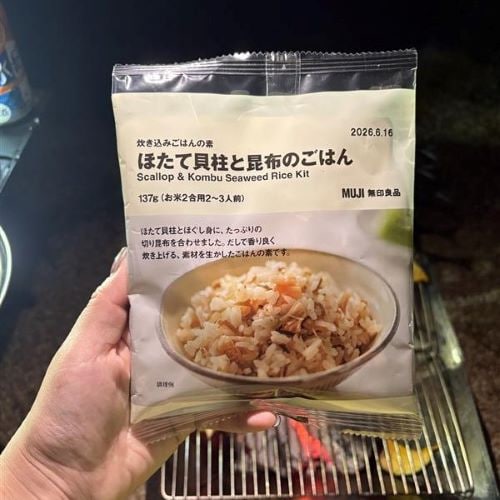 2026.6.16
炊き込みごはんの素
ほたて貝柱と昆布のごはん
Scallop & Kombu Seaweed Rice Kit
137g（お米2合用2〜3人前）
MUJI 無印良品
ほたて貝柱とほぐし身に、たっぷりの
切り昆布を合わせました。だしで香り良く
炊き上げる、素材を生かしたごはんの素です。
調理例